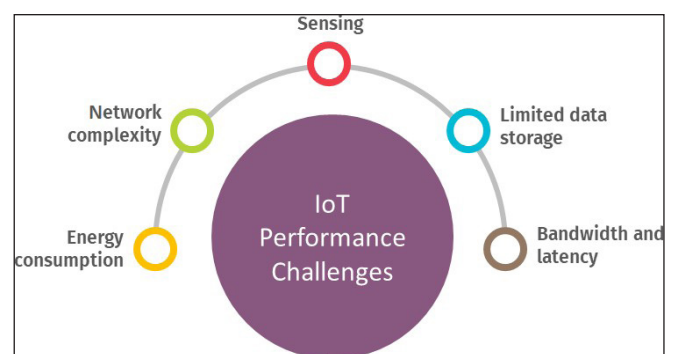 Sensing
Network
complexity
Limited data
storage
IoT
Performance
Challenges
Energy
consumption
Bandwidth and
latency